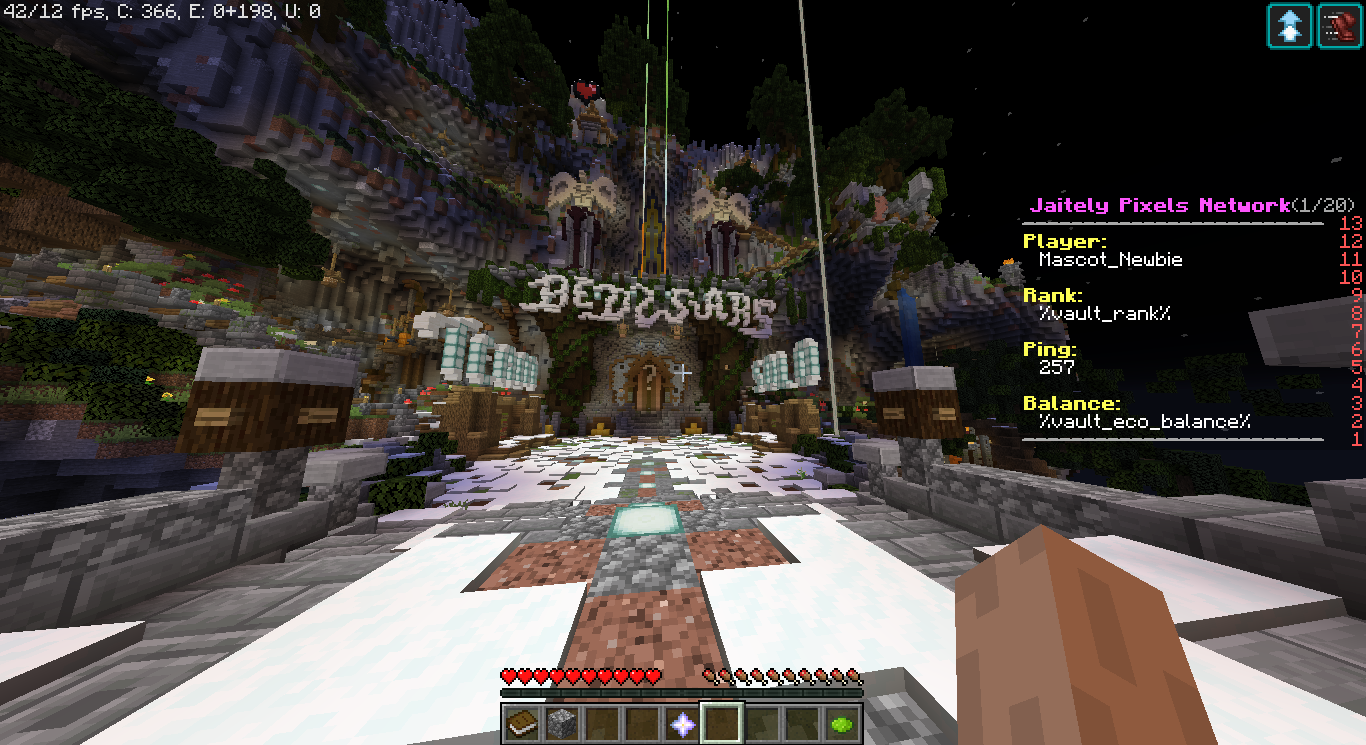 42/12 fps, C: 366, E: 0+198, U: 0
Jaitely Pixels Network(1/20)
13
Player:
12
Mascot_Newbie
11
10
Rank:
9
%vault_rank%
8
7
Ping:
6
257
5
4
Balance:
3
%vault_eco_balance%
2
1